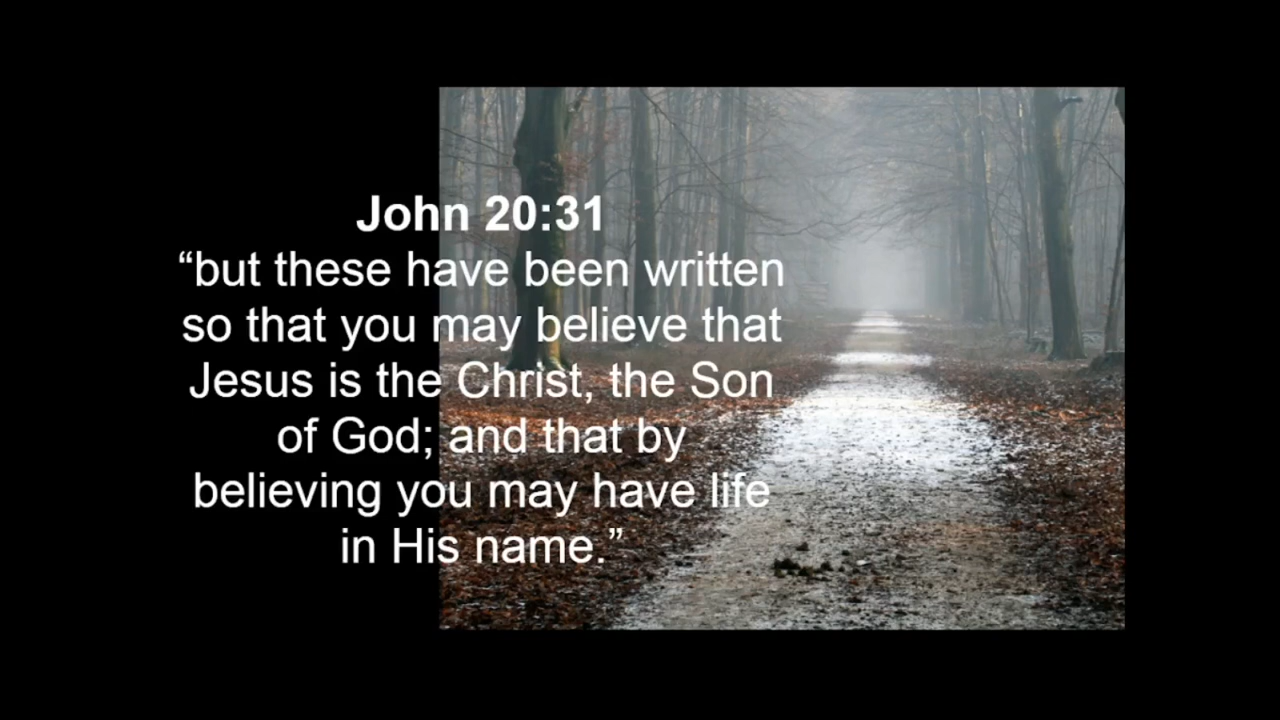 John 20:31
“but these have been written
so that you may believe that
Jesus is the Christ, the Son
of God; and that by
believing you may have life
in His name.”